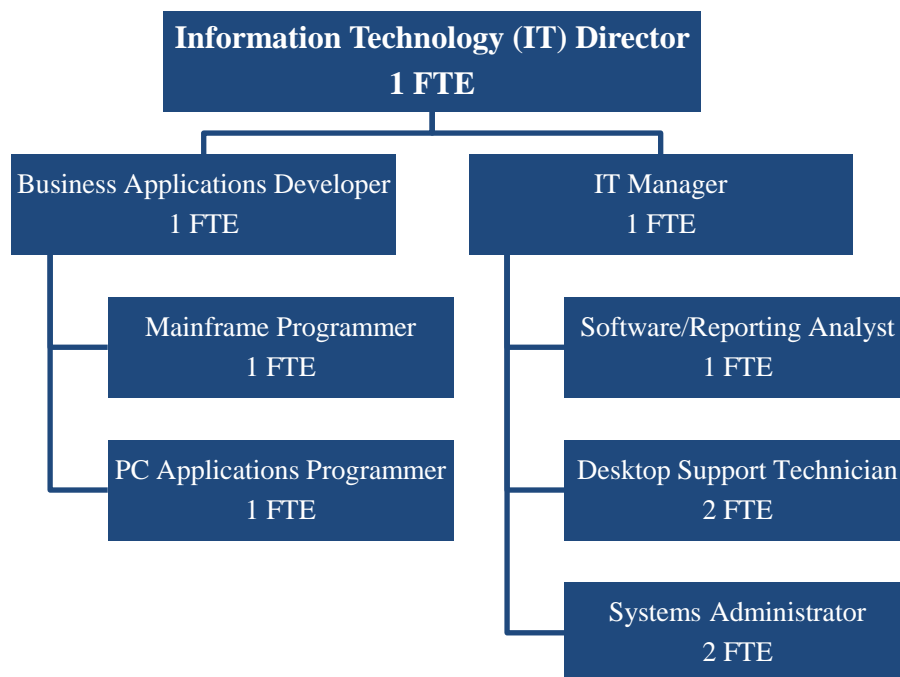 Information Technology (IT) Director
1 FTE
Business Applications Developer
1 FTE
IT Manager
1 FTE
Mainframe Programmer
1 FTE
PC Applications Programmer
1 FTE
Software/Reporting Analyst
1 FTE
Desktop Support Technician
2 FTE
Systems Administrator
2 FTE